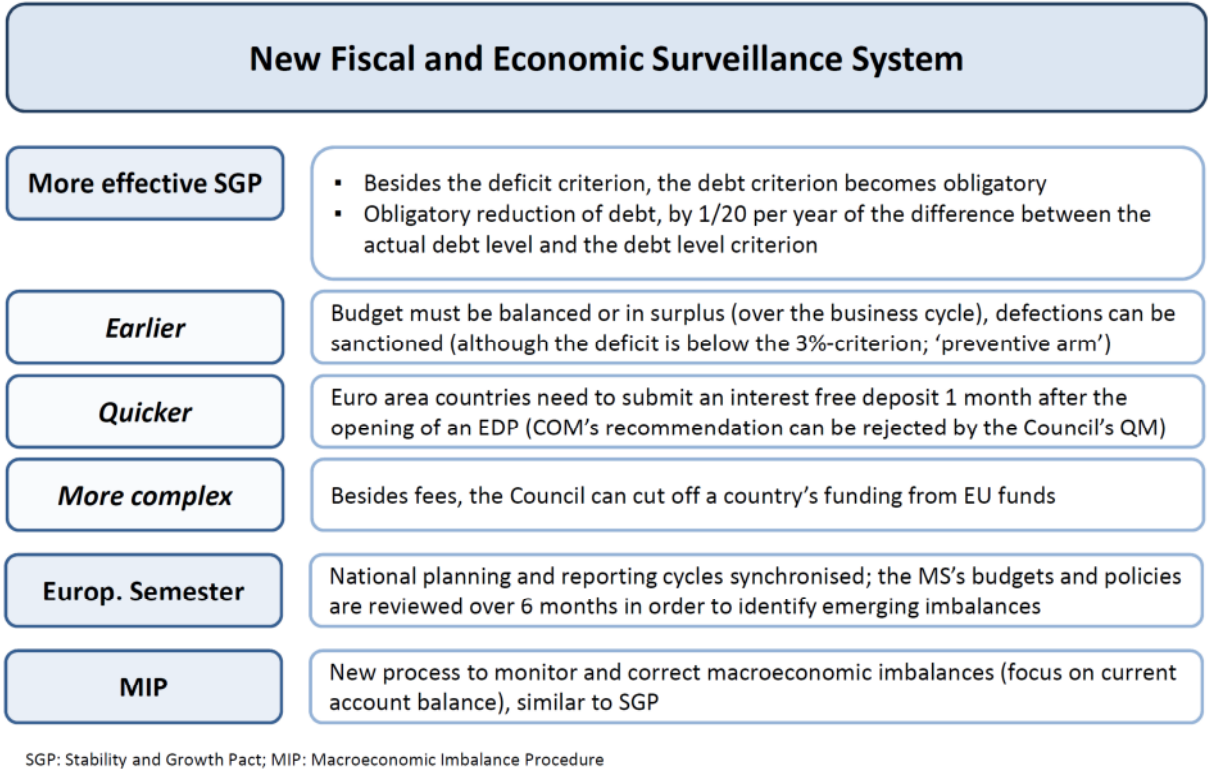 New Fiscal and Economic Surveillance System
More effective SGP
▪ Besides the deficit criterion, the debt criterion becomes obligatory
▪ Obligatory reduction of debt, by 1/20 per year of the difference between the
actual debt level and the debt level criterion
Earlier
Budget must be balanced or in surplus (over the business cycle), defections can be
sanctioned (although the deficit is below the 3%-criterion; ‘preventive arm’)
Quicker
Euro area countries need to submit an interest free deposit 1 month after the
opening of an EDP (COM’s recommendation can be rejected by the Council’s QM)
More complex
Besides fees, the Council can cut off a country’s funding from EU funds
Europ. Semester
National planning and reporting cycles synchronised; the MS’s budgets and policies
are reviewed over 6 months in order to identify emerging imbalances
MIP
New process to monitor and correct macroeconomic imbalances (focus on current
account balance), similar to SGP
SGP: Stability and Growth Pact; MIP: Macroeconomic Imbalance Procedure